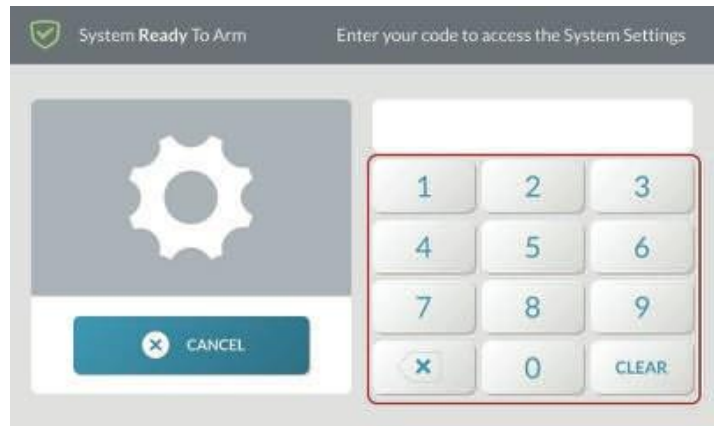 System Ready To Arm
Enter your code to access the System Settings
1 2 3
4 5 6
7 8 9
0 CLEAR
CANCEL